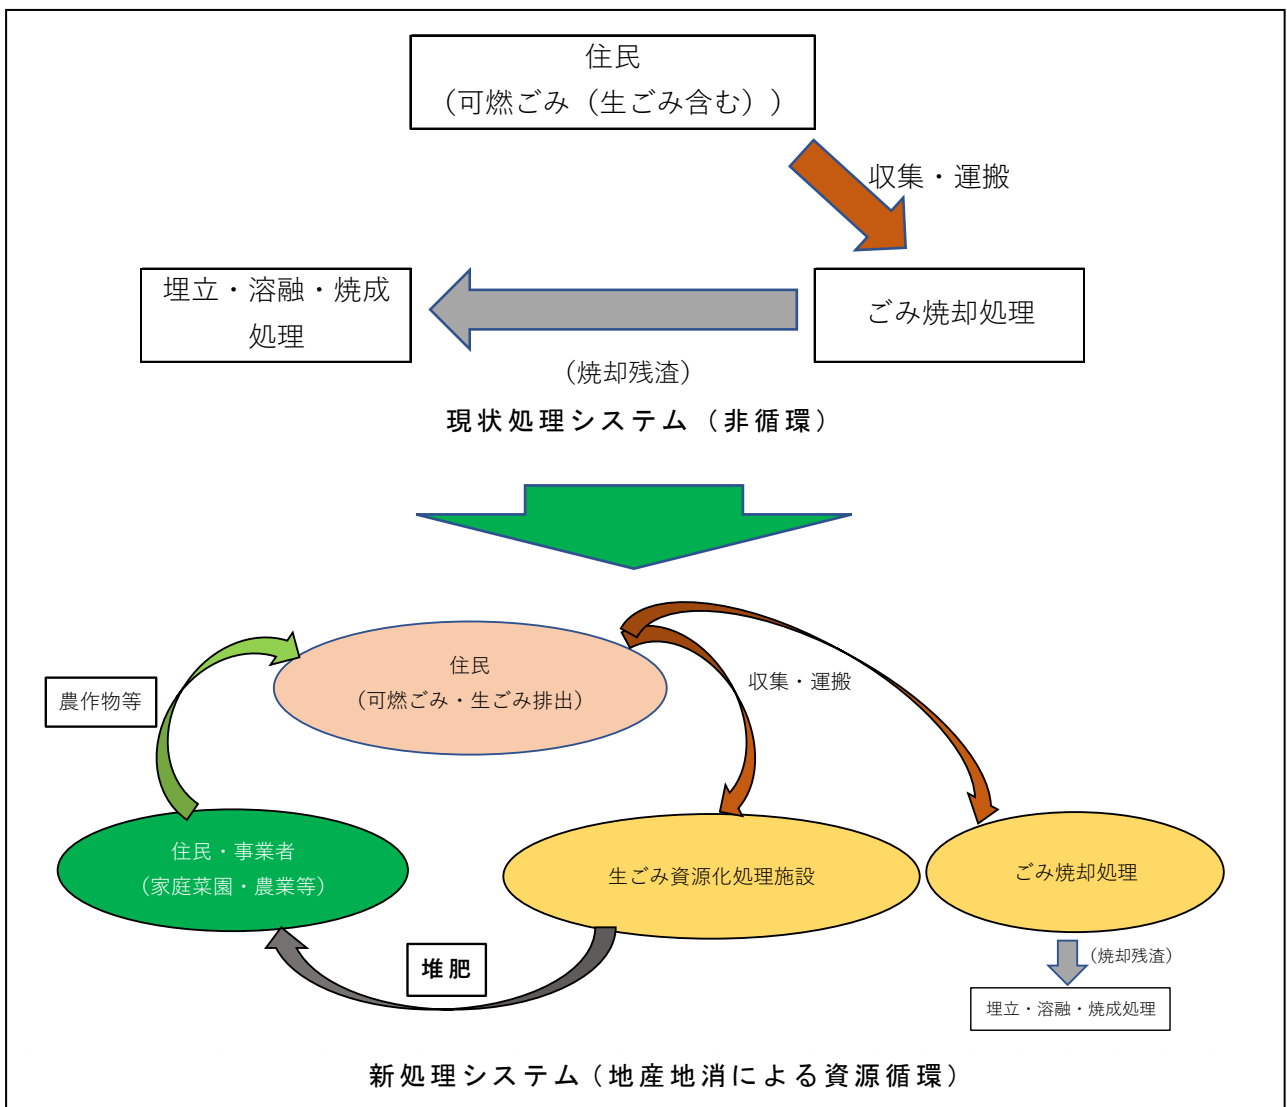 住民
（可燃ごみ（生ごみ含む））
収集・運搬
埋立・溶融・焼成
処理
ごみ焼却処理
（焼却残渣）
現状処理システム（非循環）
住民
（可燃ごみ・生ごみ排出）
収集・運搬
農作物等
住民・事業者
（家庭菜園・農業等）
生ごみ資源化処理施設
ごみ焼却処理
（焼却残渣）
堆肥
埋立・溶融・焼成処理
新処理システム（地産地消による資源循環）